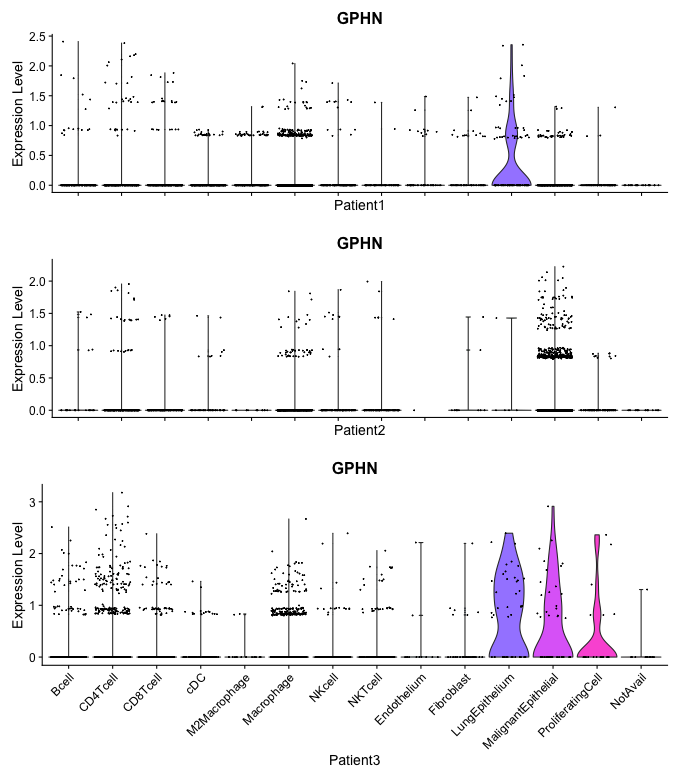 GPHN
Expression Level
2.5
2.0
1.5
1.0
0.5
0.0
Patient1
GPHN
Expression Level
2.0
1.5
1.0
0.5
0.0
Patient2
GPHN
Expression Level
3
2
1
0
Bcell
CD4Tcell
CD8Tcell
cDC
M2Macrophage
Macrophage
NKcell
NKTcell
Endothelium
Fibroblast
LungEpithelium
MalignantEpithelial
ProliferatingCell
NotAvail
Patient3